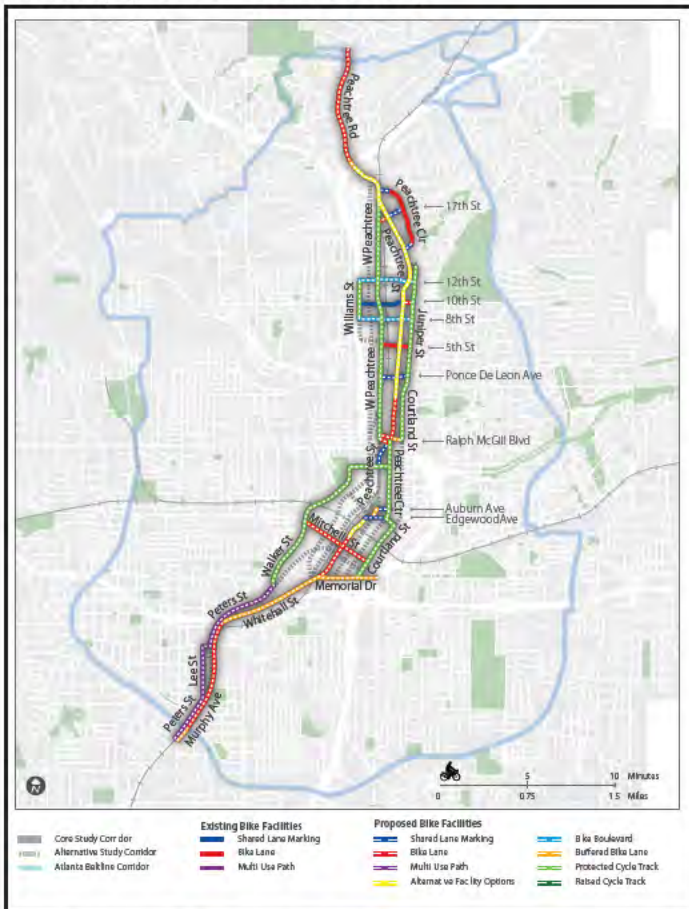 Peachtree Rd
Peachtree Cir
17th St
W Peachtree
Peachtree St
12th St
10th St
Williams St
8th St
Juniper St
5th St
W Peachtree
Ponce De Leon Ave
Courtland St
Ralph McGill Blvd
Peachtree St
Peachtree Ctr
Auburn Ave
Edgewood Ave
Mitchell St
Walker St
Courtland St
Memorial Dr
Peters St
Whitehall St
Lee St
Peters St
Murphy Ave
N
5 10 Minutes
0 0.75 1.5 Miles
Existing Bike Facilities
Proposed Bike Facilities
Core Study Corridor
Shared Lane Marking
Shared Lane Marking
Bike Boulevard
Alternative Study Corridor
Bike Lane
Bike Lane
Buffered Bike Lane
Atlanta Beltline Corridor
Multi Use Path
Multi Use Path
Protected Cycle Track
Alternative Facility Options
Raised Cycle Track